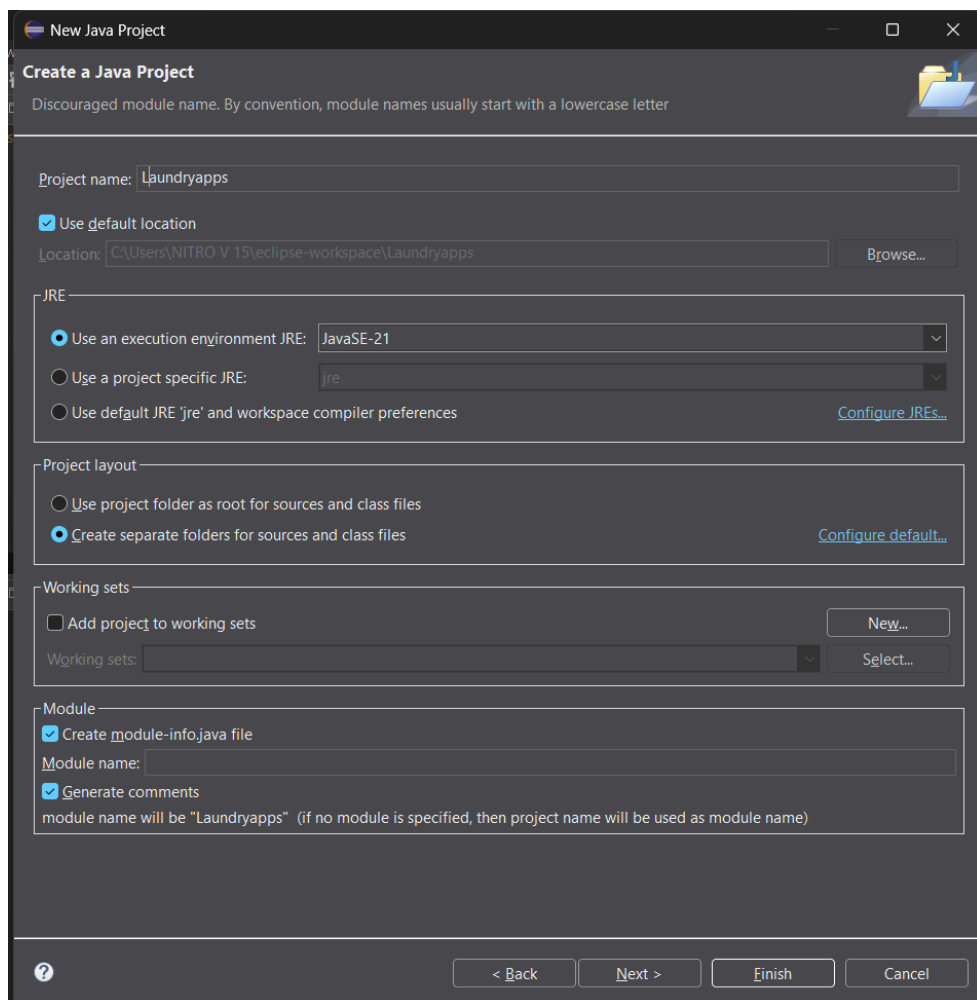 New Java Project
Create a Java Project
Discouraged module name. By convention, module names usually start with a lowercase letter
Project name: Laundryapps
Use default location
Location: C:\Users\NITRO V 15\eclipse-workspace\Laundryapps Browse...
JRE
Use an execution environment JRE: JavaSE-21
Use a project specific JRE: jre
Use default JRE 'jre' and workspace compiler preferences Configure JREs...
Project layout
Use project folder as root for sources and class files
Create separate folders for sources and class files Configure default...
Working sets
Add project to working sets New...
Working sets: Select...
Module
Create module-info.java file
Module name:
Generate comments
module name will be "Laundryapps" (if no module is specified, then project name will be used as module name)
? < Back Next > Finish Cancel